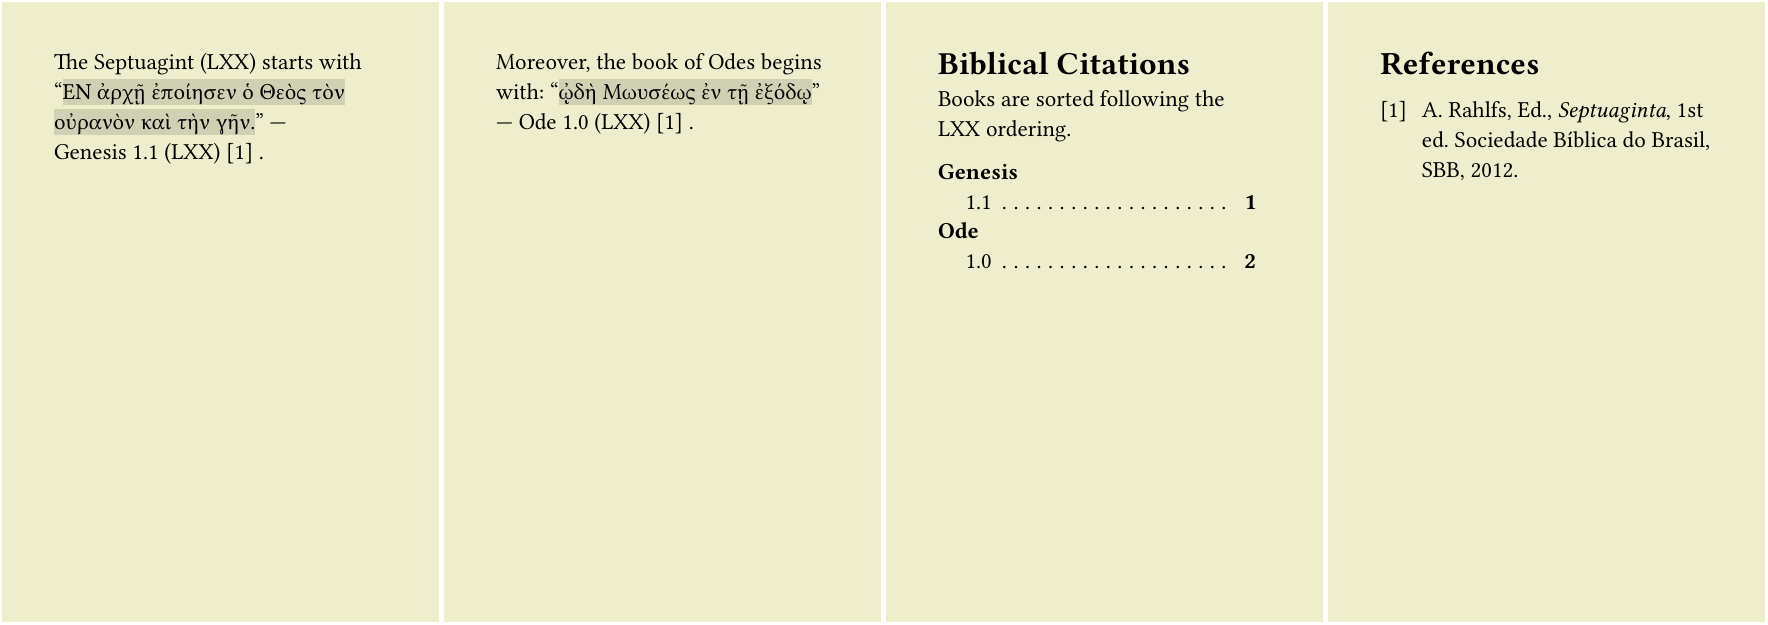 The Septuagint (LXX) starts with
“ΕΝ ἀρχῇ ἐποίησεν ὁ Θεὸς τὸν
οὐρανὸν καὶ τὴν γῆν.” —
Genesis 1.1 (LXX) [1] .
Moreover, the book of Odes begins
with: “ᾠδὴ Μωυσέως ἐν τῇ ἐξόδῳ”
— Ode 1.0 (LXX) [1] .
Biblical Citations
Books are sorted following the
LXX ordering.
Genesis
1.1 . . . . . . . . . . . . . . . . . . . . 1
Ode
1.0 . . . . . . . . . . . . . . . . . . . . 2
References
[1] A. Rahlfs, Ed., Septuaginta, 1st
ed. Sociedade Bíblica do Brasil,
SBB, 2012.